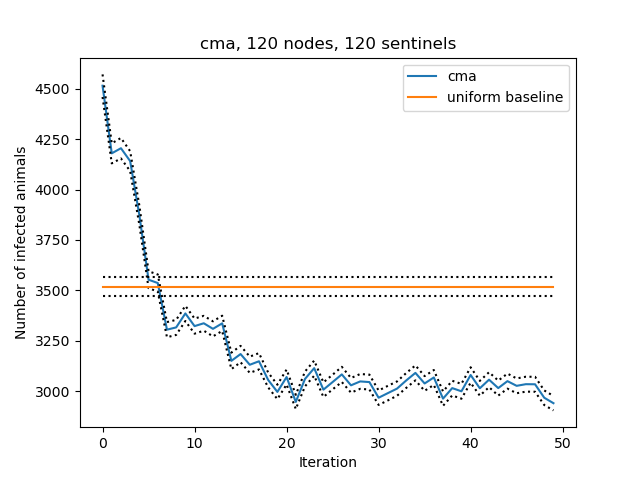 cma, 120 nodes, 120 sentinels
cma
uniform baseline
4500
4250
4000
3750
3500
3250
3000
Number of infected animals
0 10 20 30 40 50
Iteration